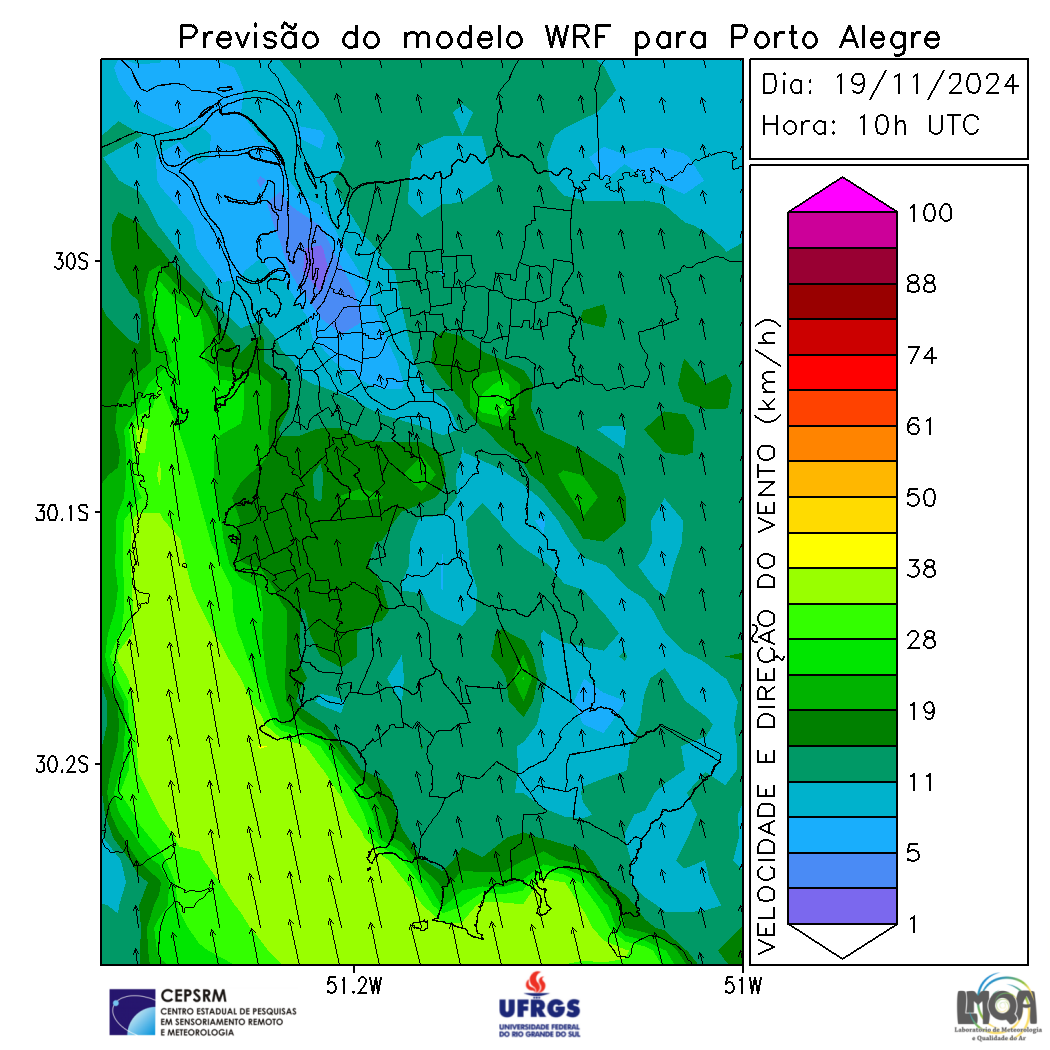 Previsão do modelo WRF para Porto Alegre
Dia: 19/11/2024
Hora: 10h UTC
30S
30.1S
30.2S
51.2W
51W
VELOCIDADE E DIREÇÃO DO VENTO (km/h)
100
88
74
61
50
38
28
19
11
5
1
CEPSRM
CENTRO ESTADUAL DE PESQUISAS
EM SENSORIAMENTO REMOTO
E METEOROLOGIA
UFRGS
UNIVERSIDADE FEDERAL
DO RIO GRANDE DO SUL
LMQA
Laboratório de Meteorologia
e Qualidade do Ar